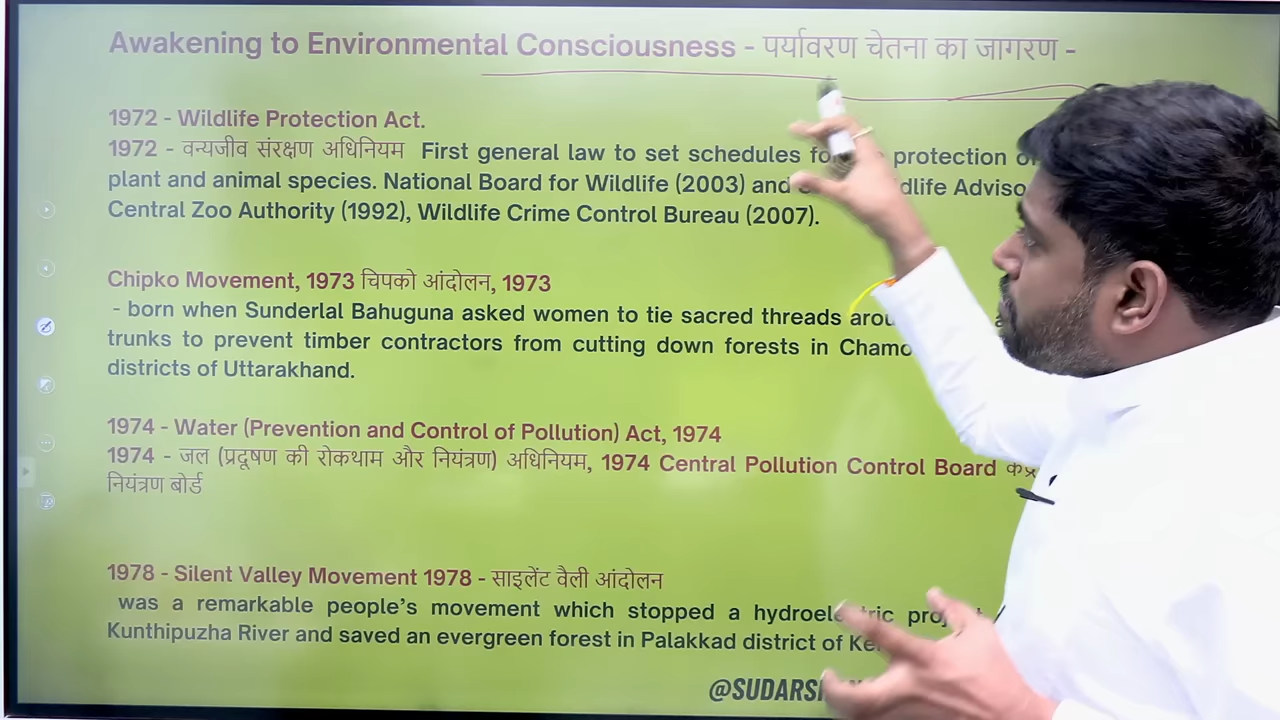 Awakening to Environmental Consciousness - पर्यावरण चेतना का जागरण -
1972 - Wildlife Protection Act.
1972 - वन्यजीव संरक्षण अधिनियम First general law to set schedules protection
plant and animal species. National Board for Wildlife (2003) and
Central Zoo Authority (1992), Wildlife Crime Control Bureau (2007).
Chipko Movement, 1973 चिपको आंदोलन, 1973
- born when Sunderlal Bahuguna asked women to tie sacred threads
trunks to prevent timber contractors from cutting down forests in
districts of Uttarakhand.
1974 - Water (Prevention and Control of Pollution) Act, 1974
1974 - जल (प्रदूषण की रोकथाम और नियंत्रण) अधिनियम, 1974 Central Pollution Control Board
नियंत्रण बोर्ड
1978 - Silent Valley Movement 1978 - साइलेंट वैली आंदोलन
was a remarkable people's movement which stopped a
Kunthipuzha River and saved an evergreen forest in Palakkad district of